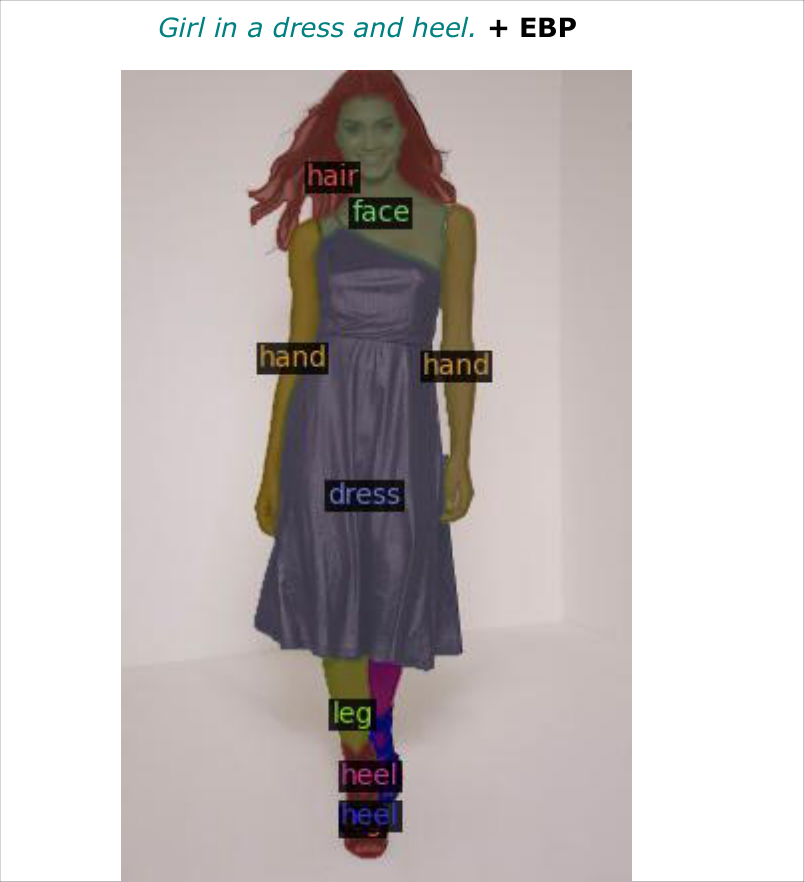 Girl in a dress and heel. + EBP
hair
face
hand
hand
dress
leg
heel
heel